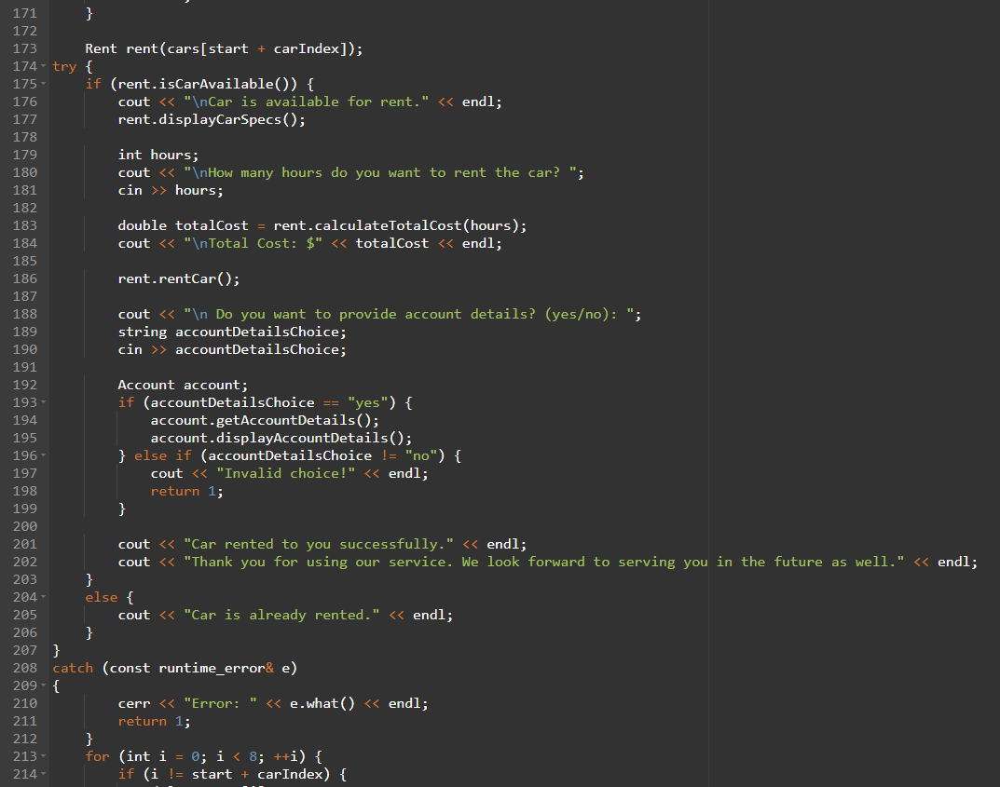 171 }
172
173 Rent rent(cars[start + carIndex]);
174 try {
175 if (rent.isCarAvailable()) {
176 cout << "\nCar is available for rent." << endl;
177 rent.displayCarSpecs();
178
179 int hours;
180 cout << "\nHow many hours do you want to rent the car? ";
181 cin >> hours;
182
183 double totalCost = rent.calculateTotalCost(hours);
184 cout << "\nTotal Cost: $" << totalCost << endl;
185
186 rent.rentCar();
187
188 cout << "\n Do you want to provide account details? (yes/no): ";
189 string accountDetailsChoice;
190 cin >> accountDetailsChoice;
191
192 Account account;
193 if (accountDetailsChoice == "yes") {
194 account.getAccountDetails();
195 account.displayAccountDetails();
196 } else if (accountDetailsChoice != "no") {
197 cout << "Invalid choice!" << endl;
198 return 1;
199 }
200
201 cout << "Car rented to you successfully." << endl;
202 cout << "Thank you for using our service. We look forward to serving you in the future as well." << endl;
203 }
204 else {
205 cout << "Car is already rented." << endl;
206 }
207 }
208 catch (const runtime_error& e)
209 {
210 cerr << "Error: " << e.what() << endl;
211 return 1;
212 }
213 for (int i = 0; i < 8; ++i) {
214 if (i != start + carIndex) {